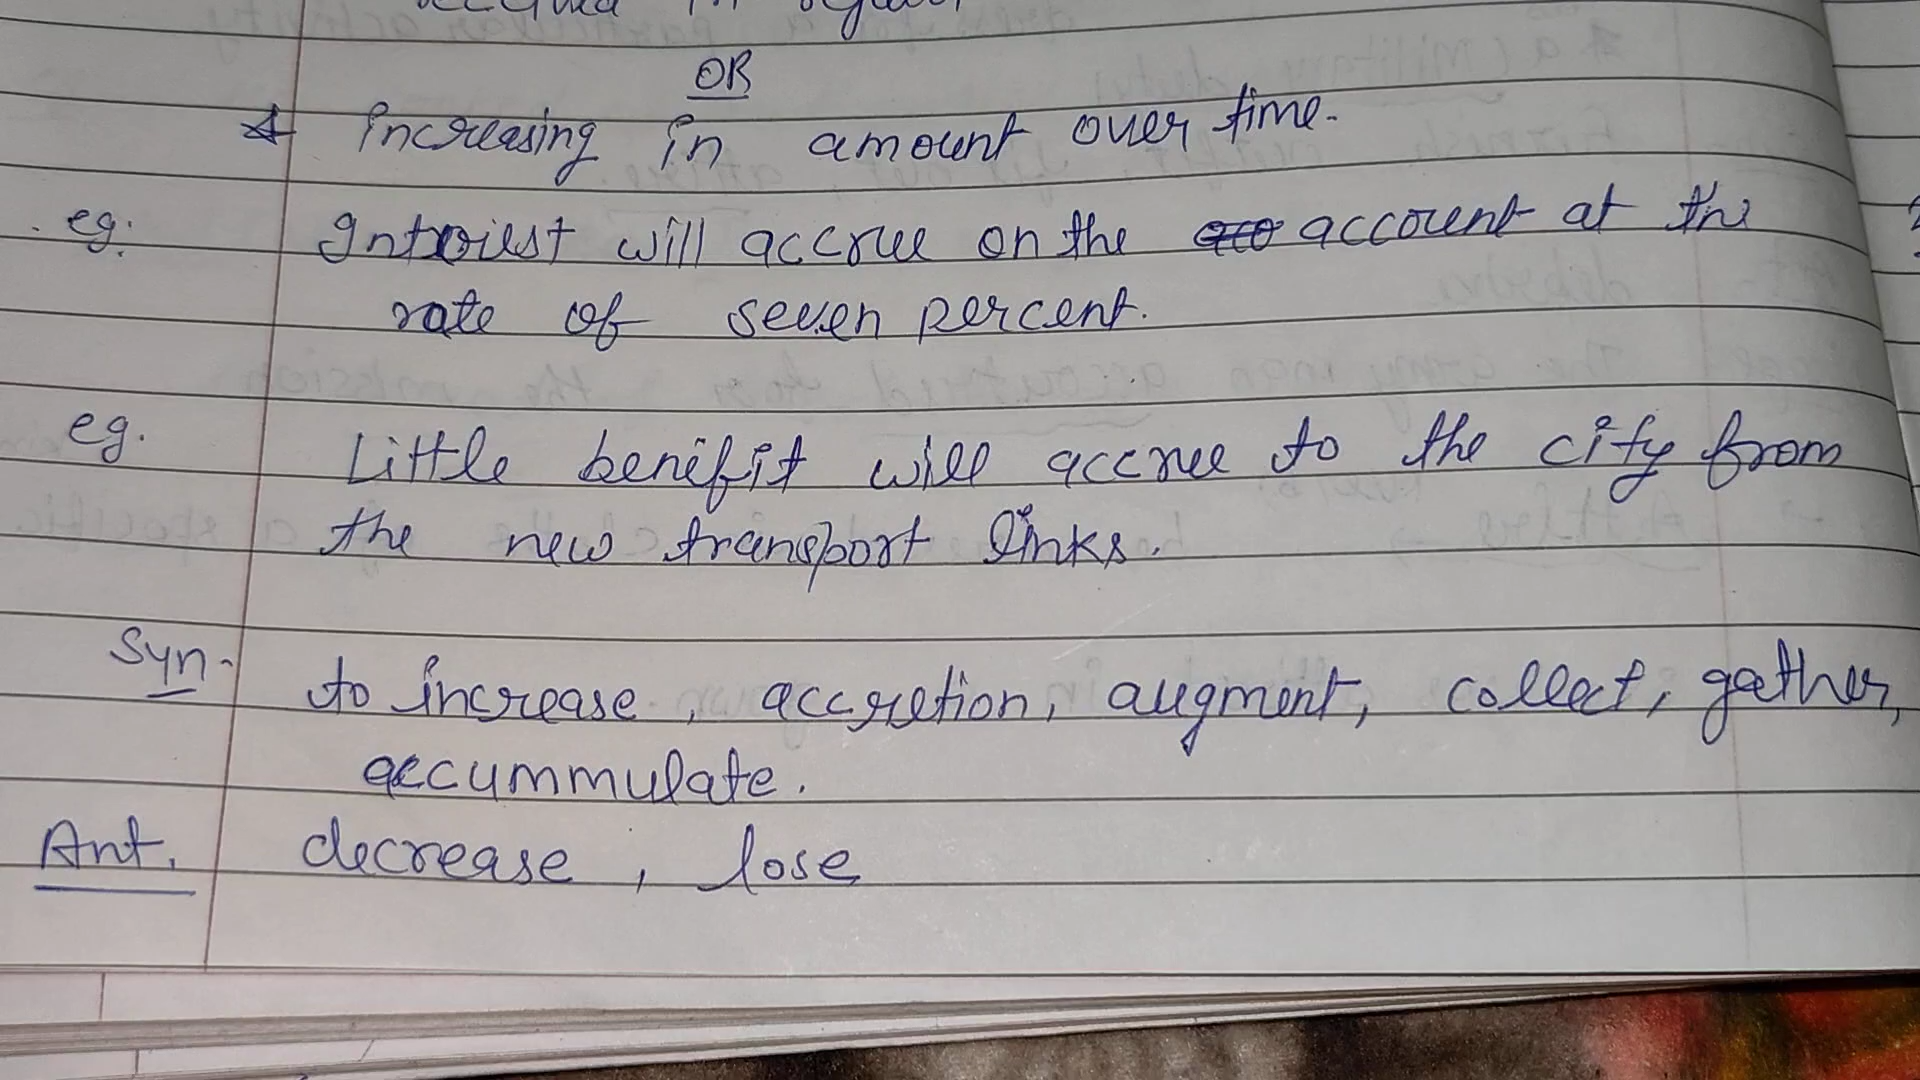 OR
* increasing in amount over time.
eg. Interest will accrue on the account at the
rate of seven percent.
eg. Little benifit will accrue to the city from
the new transport links.
Syn- to increase, accretion, augment, collect, gather,
accummulate.
Ant. decrease, lose